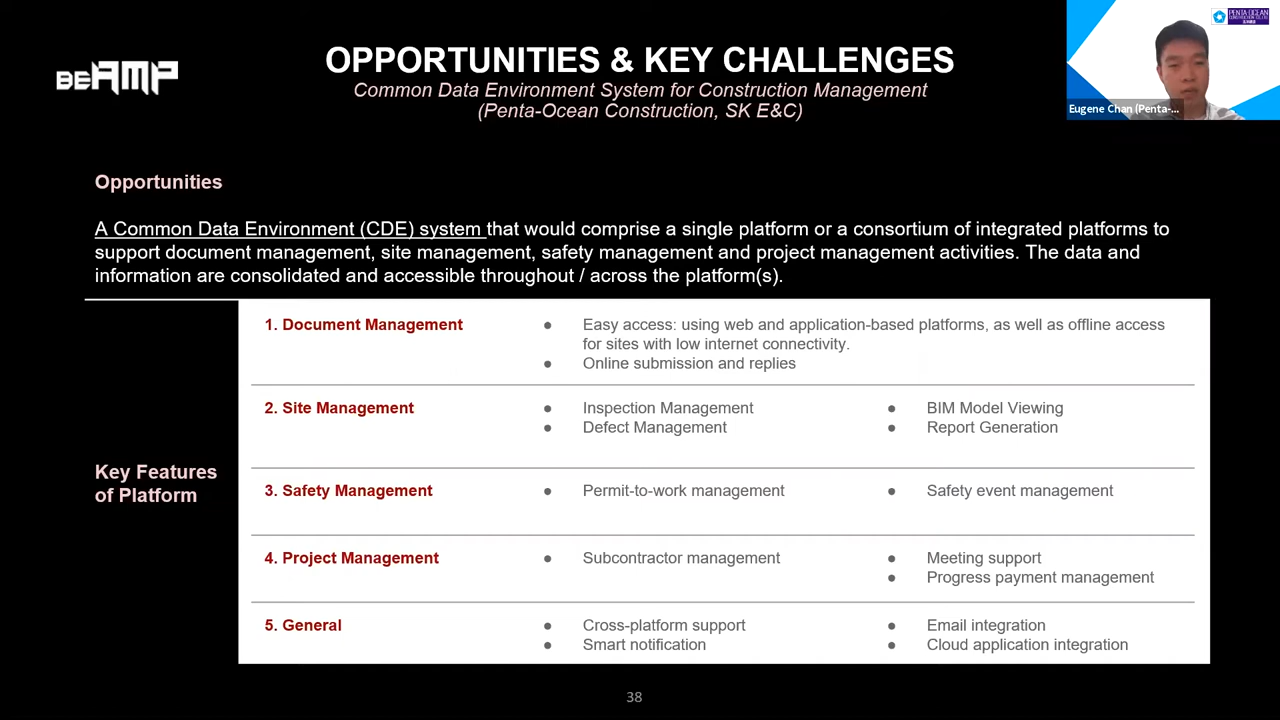 beAMP
OPPORTUNITIES & KEY CHALLENGES
Common Data Environment System for Construction Management
(Penta-Ocean Construction, SK E&C)
PENTA-OCEAN
Eugene Chan (Penta-...
Opportunities
A Common Data Environment (CDE) system that would comprise a single platform or a consortium of integrated platforms to
support document management, site management, safety management and project management activities. The data and
information are consolidated and accessible throughout / across the platform(s).
Key Features
of Platform
1. Document Management
● Easy access: using web and application-based platforms, as well as offline access
for sites with low internet connectivity.
● Online submission and replies
2. Site Management
● Inspection Management
● Defect Management
● BIM Model Viewing
● Report Generation
3. Safety Management
● Permit-to-work management
● Safety event management
4. Project Management
● Subcontractor management
● Meeting support
● Progress payment management
5. General
● Cross-platform support
● Smart notification
● Email integration
● Cloud application integration
38